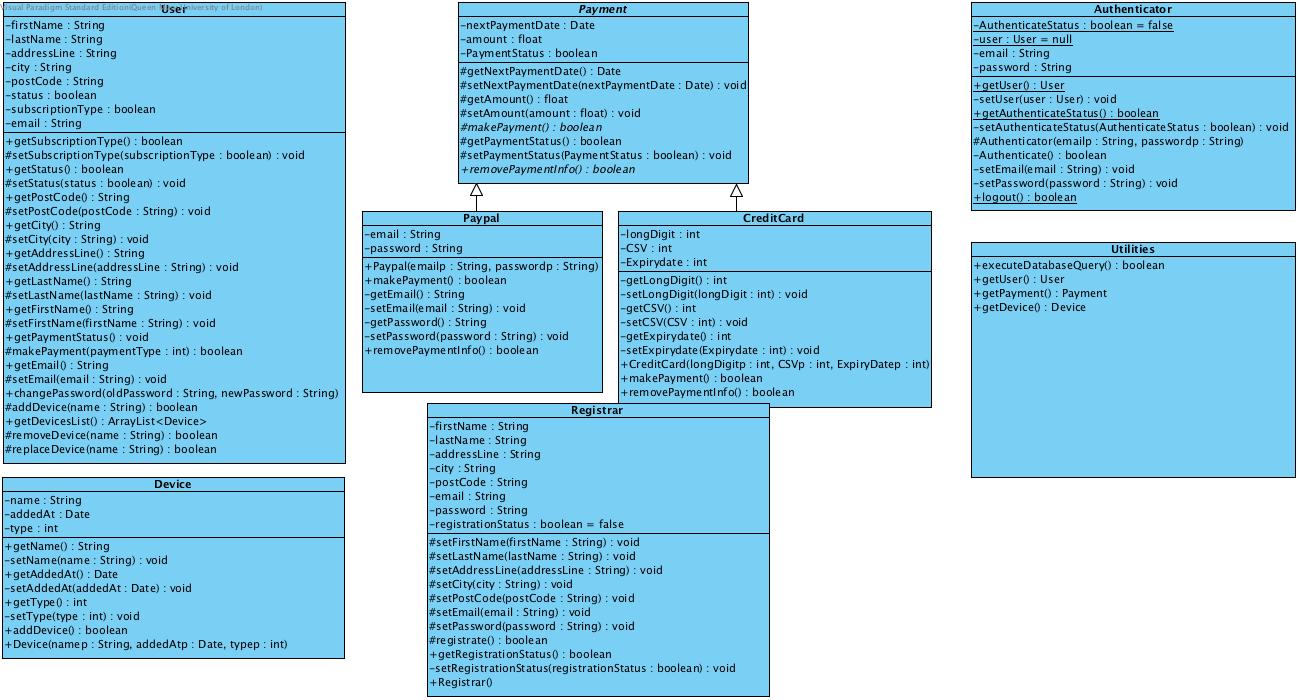 Visual Paradigm Standard Edition(Queen Mary University of London)
User
-firstName : String
-lastName : String
-addressLine : String
-city : String
-postCode : String
-status : boolean
-subscriptionType : boolean
-email : String
+getSubscriptionType() : boolean
#setSubscriptionType(subscriptionType : boolean) : void
+getStatus() : boolean
#setStatus(status : boolean) : void
+getPostCode() : String
#setPostCode(postCode : String) : void
+getCity() : String
#setCity(city : String) : void
+getAddressLine() : String
#setAddressLine(addressLine : String) : void
+getLastName() : String
#setLastName(lastName : String) : void
+getFirstName() : String
#setFirstName(firstName : String) : void
+getPaymentStatus() : void
#makePayment(paymentType : int) : boolean
+getEmail() : String
#setEmail(email : String) : void
+changePassword(oldPassword : String, newPassword : String)
#addDevice(name : String) : boolean
+getDevicesList() : ArrayList<Device>
#removeDevice(name : String) : boolean
#replaceDevice(name : String) : boolean
Device
-name : String
-addedAt : Date
-type : int
+getName() : String
-setName(name : String) : void
+getAddedAt() : Date
-setAddedAt(addedAt : Date) : void
+getType() : int
-setType(type : int) : void
+addDevice() : boolean
+Device(namep : String, addedAtp : Date, typep : int)
Payment
-nextPaymentDate : Date
-amount : float
-PaymentStatus : boolean
#getNextPaymentDate() : Date
#setNextPaymentDate(nextPaymentDate : Date) : void
#getAmount() : float
#setAmount(amount : float) : void
#makePayment() : boolean
#getPaymentStatus() : boolean
#setPaymentStatus(PaymentStatus : boolean) : void
+removePaymentInfo() : boolean
Paypal
-email : String
-password : String
+Paypal(emailp : String, passwordp : String)
+makePayment() : boolean
-getEmail() : String
-setEmail(email : String) : void
-getPassword() : String
-setPassword(password : String) : void
+removePaymentInfo() : boolean
CreditCard
-longDigit : int
-CSV : int
-Expirydate : int
-getLongDigit() : int
-setLongDigit(longDigit : int) : void
-getCSV() : int
-setCSV(CSV : int) : void
-getExpirydate() : int
-setExpirydate(Expirydate : int) : void
+CreditCard(longDigitp : int, CSVp : int, ExpiryDatep : int)
+makePayment() : boolean
+removePaymentInfo() : boolean
Registrar
-firstName : String
-lastName : String
-addressLine : String
-city : String
-postCode : String
-email : String
-password : String
-registrationStatus : boolean = false
#setFirstName(firstName : String) : void
#setLastName(lastName : String) : void
#setAddressLine(addressLine : String) : void
#setCity(city : String) : void
#setPostCode(postCode : String) : void
#setEmail(email : String) : void
#setPassword(password : String) : void
#registrate() : boolean
+getRegistrationStatus() : boolean
-setRegistrationStatus(registrationStatus : boolean) : void
+Registrar()
Authenticator
-AuthenticateStatus : boolean = false
-user : User = null
-email : String
-password : String
+getUser() : User
-setUser(user : User) : void
+getAuthenticateStatus() : boolean
-setAuthenticateStatus(AuthenticateStatus : boolean) : void
#Authenticator(emailp : String, passwordp : String)
-Authenticate() : boolean
-setEmail(email : String) : void
-setPassword(password : String) : void
+logout() : boolean
Utilities
+executeDatabaseQuery() : boolean
+getUser() : User
+getPayment() : Payment
+getDevice() : Device